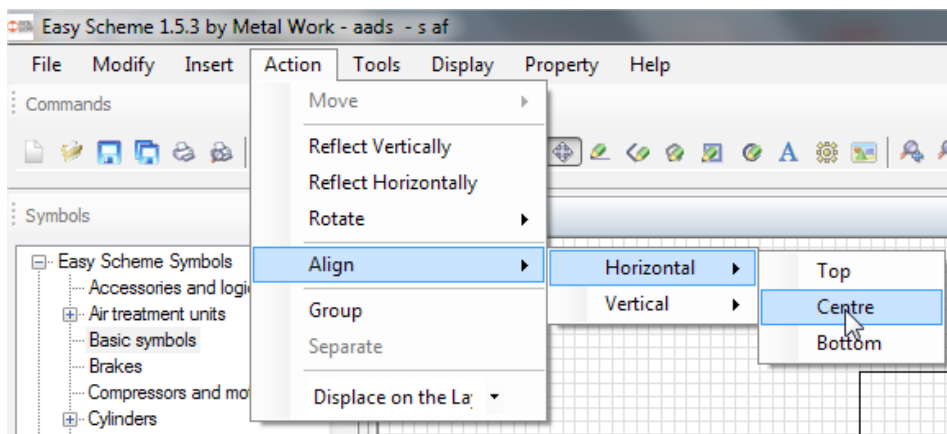 Easy Scheme 1.5.3 by Metal Work - aads - s af
File Modify Insert Action Tools Display Property Help
Commands
Move
Reflect Vertically
Reflect Horizontally
Rotate
Symbols
Align
Horizontal
Vertical
Top
Centre
Bottom
Group
Separate
Displace on the La
Easy Scheme Symbols
Accessories and logi
Air treatment units
Basic symbols
Brakes
Compressors and mo
Cylinders